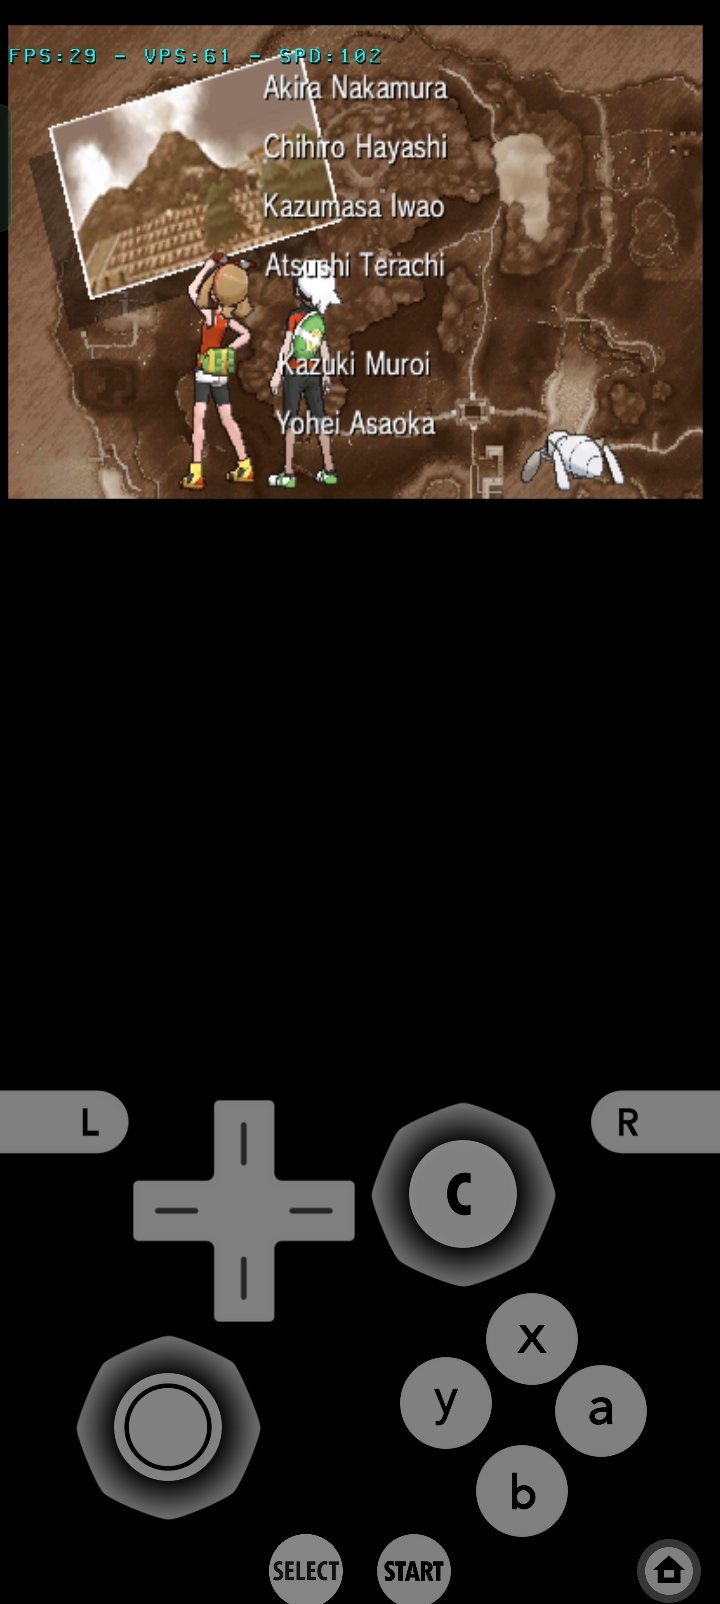 FPS:29 - VPS:61 - SPD:102
Akira Nakamura
Chihiro Hayashi
Kazumasa Iwao
Atsushi Terachi
Kazuki Muroi
Yohei Asaoka
L
R
C
x
y
a
b
SELECT
START